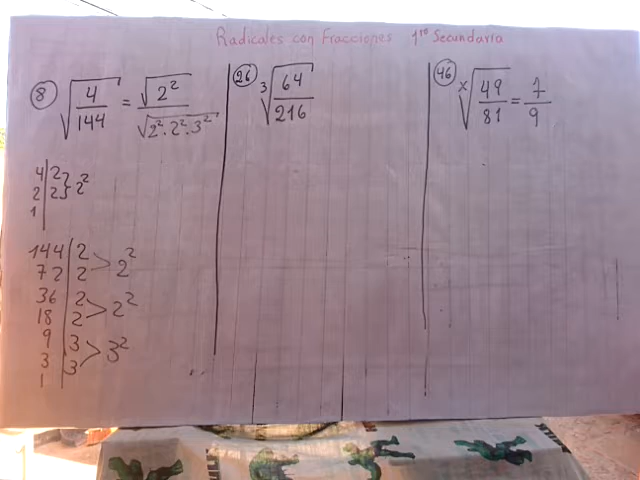 Radicales con Fracciones 1ro Secundaria
8 √(4/144) = √(2²)/√(2².2².3²)
4 | 2
2 | 2 } 2²
1 |
144 | 2
72 | 2 > 2²
36 | 2
18 | 2 > 2²
9 | 3
3 | 3 > 3²
1
26 ³√(64/216)
46 ˣ√(49/81) = 7/9